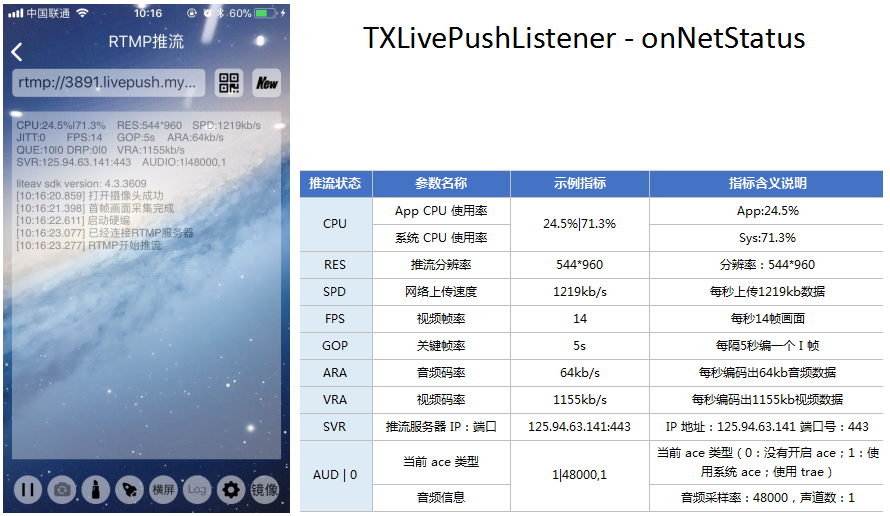 中国联通
10:16
60%
RTMP推流
rtmp://3891.livepush.my...
New
CPU:24.5%|71.3% RES:544*960 SPD:1219kb/s
JITT:0 FPS:14 GOP:5s ARA:64kb/s
QUE:10|0 DRP:0|0 VRA:1155kb/s
SVR:125.94.63.141:443 AUDIO:1|48000,1
liteav sdk version: 4.3.3609
[10:16:20.859] 打开摄像头成功
[10:16:21.398] 首帧画面采集完成
[10:16:22.611] 启动硬编
[10:16:23.077] 已经连接RTMP服务器
[10:16:23.277] RTMP开始推流
横屏
Log
镜像
TXLivePushListener - onNetStatus
推流状态 参数名称 示例指标 指标含义说明
CPU App CPU 使用率 24.5%|71.3% App:24.5%
系统 CPU 使用率 Sys:71.3%
RES 推流分辨率 544*960 分辨率：544*960
SPD 网络上传速度 1219kb/s 每秒上传1219kb数据
FPS 视频帧率 14 每秒14帧画面
GOP 关键帧率 5s 每隔5秒编一个 I 帧
ARA 音频码率 64kb/s 每秒编码出64kb音频数据
VRA 视频码率 1155kb/s 每秒编码出1155kb视频数据
SVR 推流服务器 IP：端口 125.94.63.141:443 IP 地址：125.94.63.141 端口号：443
AUD | 0 当前 ace 类型 1|48000,1 当前 ace 类型（0：没有开启 ace；1：使
用系统 ace；使用 trae）
音频信息 音频采样率：48000，声道数：1